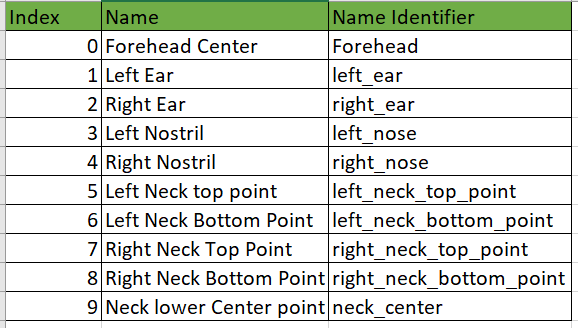 Index Name Name Identifier
0 Forehead Center Forehead
1 Left Ear left_ear
2 Right Ear right_ear
3 Left Nostril left_nose
4 Right Nostril right_nose
5 Left Neck top point left_neck_top_point
6 Left Neck Bottom Point left_neck_bottom_point
7 Right Neck Top Point right_neck_top_point
8 Right Neck Bottom Point right_neck_bottom_point
9 Neck lower Center point neck_center